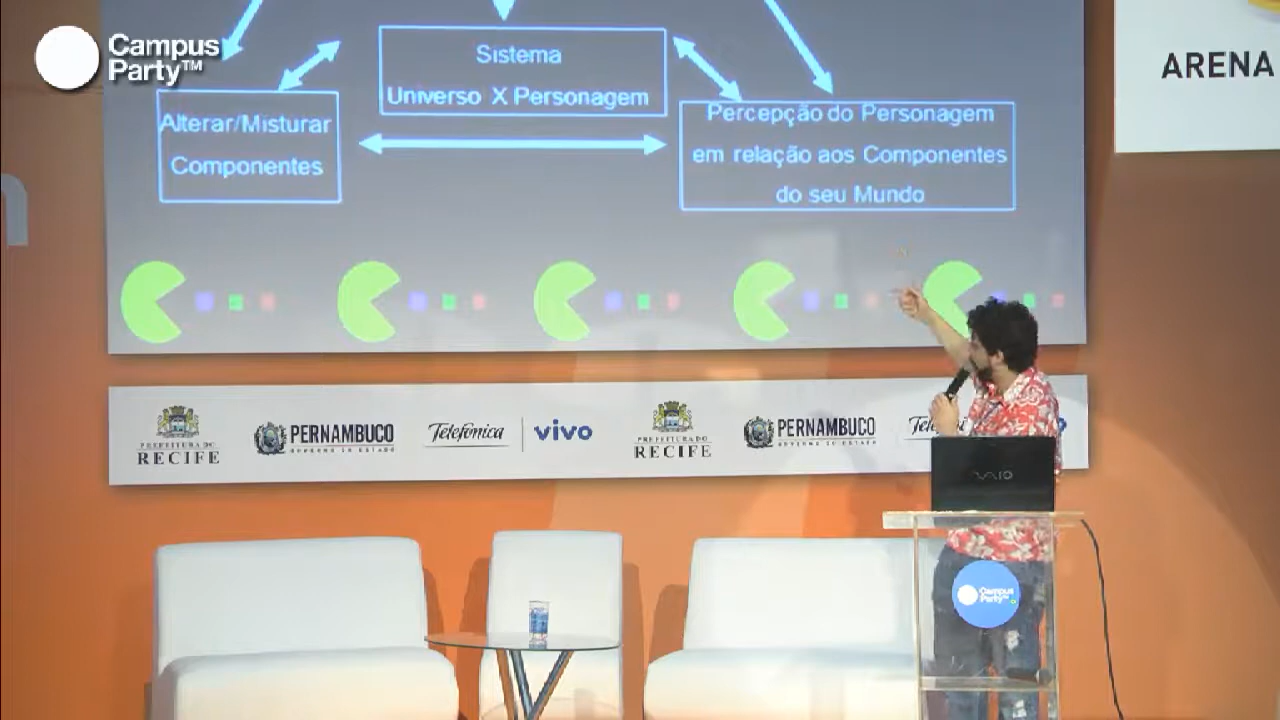 Campus
Party™
ARENA
Sistema
Universo X Personagem
Alterar/Misturar
Componentes
Percepção do Personagem
em relação aos Componentes
do seu Mundo
PREFEITURA DO
RECIFE
PERNAMBUCO
GOVERNO DO ESTADO
Telefónica
vivo
PREFEITURA DO
RECIFE
PERNAMBUCO
GOVERNO DO ESTADO
VAIO
Campus
Party™